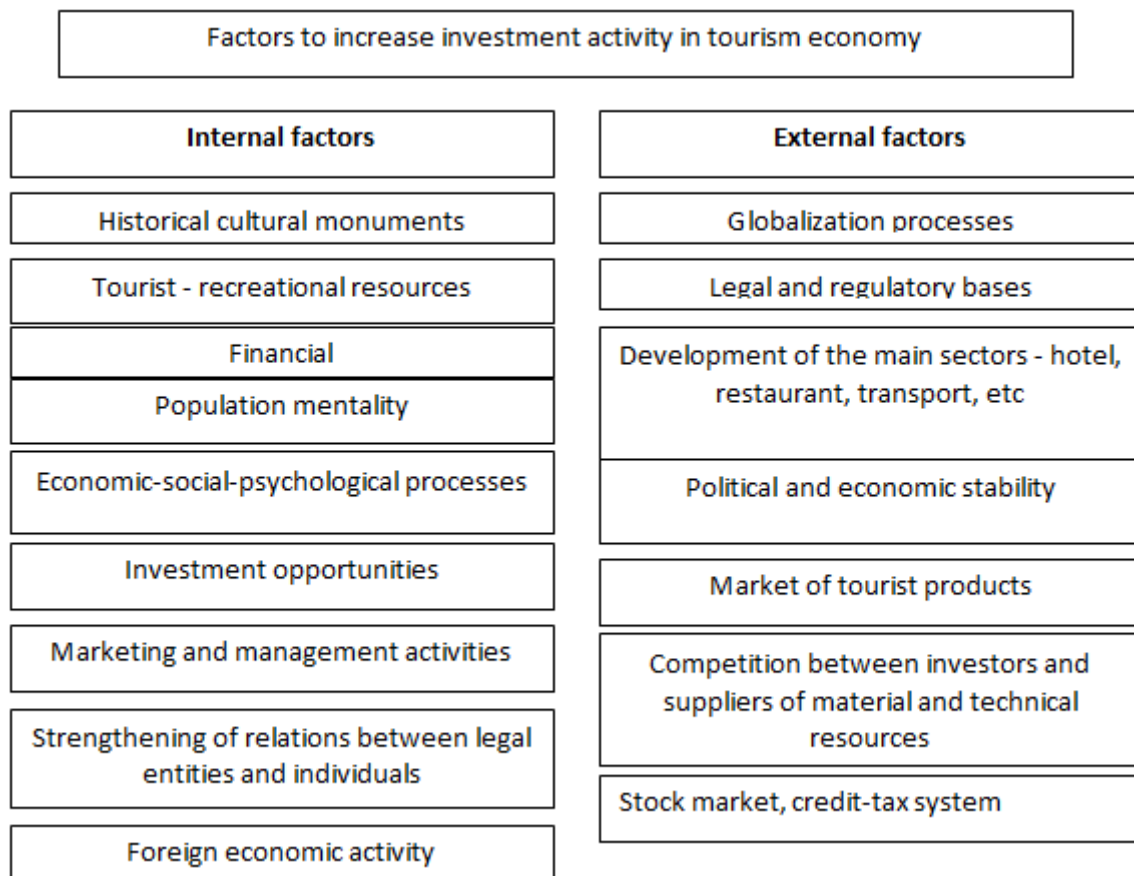 Factors to increase investment activity in tourism economy
Internal factors
Historical cultural monuments
Tourist - recreational resources
Financial
Population mentality
Economic-social-psychological processes
Investment opportunities
Marketing and management activities
Strengthening of relations between legal
entities and individuals
Foreign economic activity
External factors
Globalization processes
Legal and regulatory bases
Development of the main sectors - hotel,
restaurant, transport, etc
Political and economic stability
Market of tourist products
Competition between investors and
suppliers of material and technical
resources
Stock market, credit-tax system